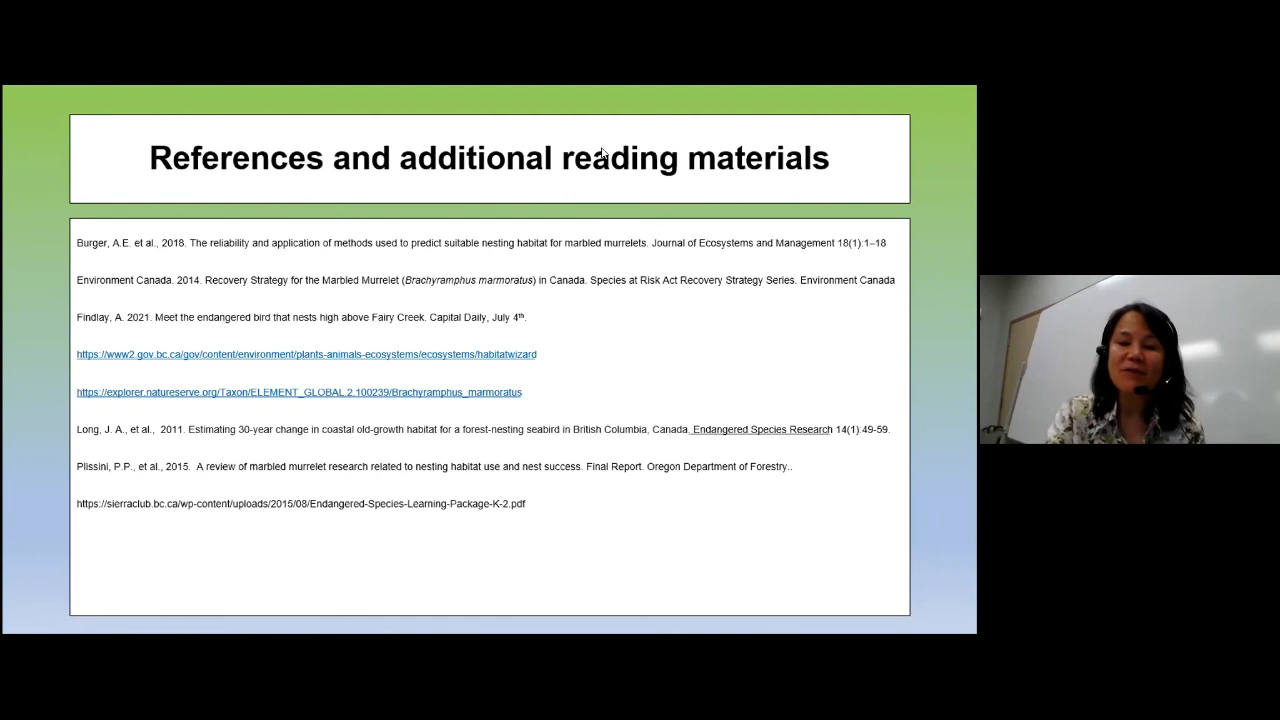 References and additional reading materials
Burger, A.E. et al., 2018. The reliability and application of methods used to predict suitable nesting habitat for marbled murrelets. Journal of Ecosystems and Management 18(1):1–18
Environment Canada. 2014. Recovery Strategy for the Marbled Murrelet (Brachyramphus marmoratus) in Canada. Species at Risk Act Recovery Strategy Series. Environment Canada
Findlay, A. 2021. Meet the endangered bird that nests high above Fairy Creek. Capital Daily, July 4th.
https://www2.gov.bc.ca/gov/content/environment/plants-animals-ecosystems/ecosystems/habitatwizard
https://explorer.natureserve.org/Taxon/ELEMENT_GLOBAL.2.100239/Brachyramphus_marmoratus
Long, J. A., et al., 2011. Estimating 30-year change in coastal old-growth habitat for a forest-nesting seabird in British Columbia, Canada. Endangered Species Research 14(1):49-59.
Plissini, P.P., et al., 2015. A review of marbled murrelet research related to nesting habitat use and nest success. Final Report. Oregon Department of Forestry..
https://sierraclub.bc.ca/wp-content/uploads/2015/08/Endangered-Species-Learning-Package-K-2.pdf